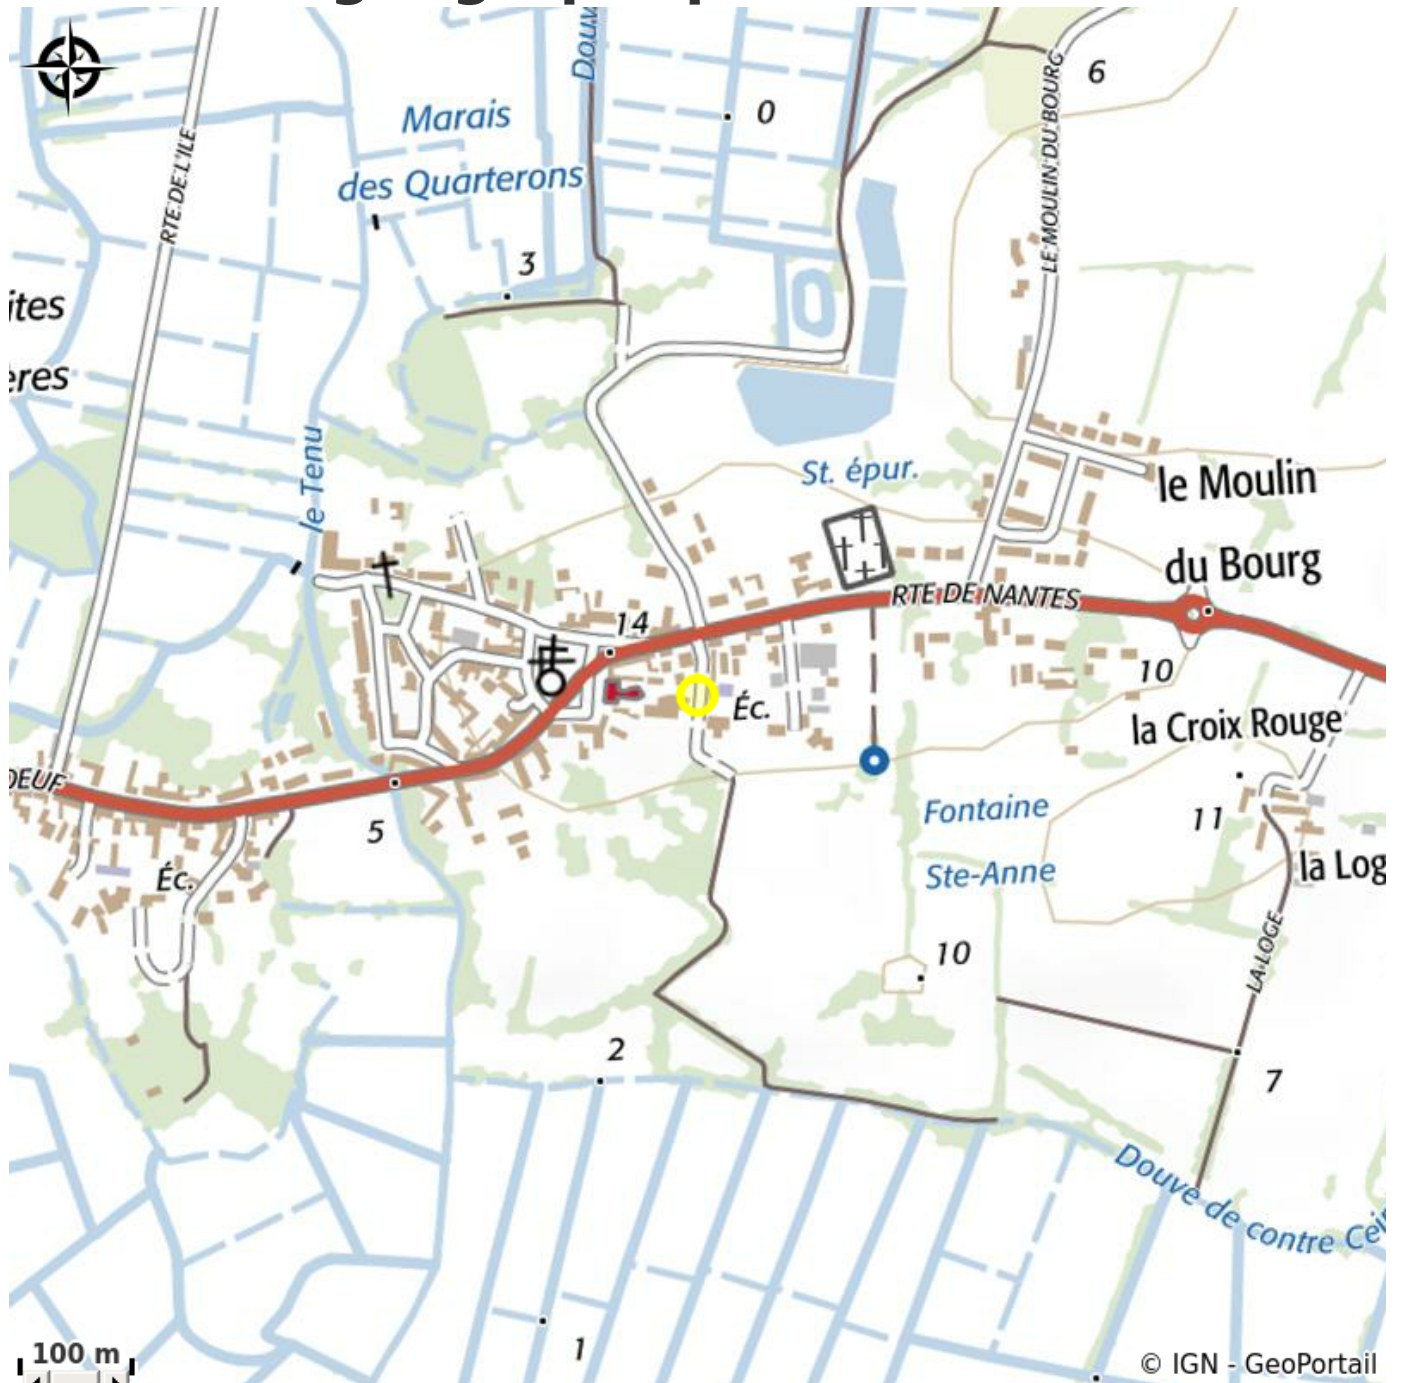 6
Marais
0
des Quarterons
RTE DE L'ILE
LE MOULIN DU BOURG
3
le Tenu
St. épur.
le Moulin
du Bourg
RTE DE NANTES
14
10
Éc.
la Croix Rouge
5
Fontaine
11
Ste-Anne
la Log
Éc.
10
LA LOGE
2
7
Douve de contre Cei
1
100 m
© IGN - GeoPortail